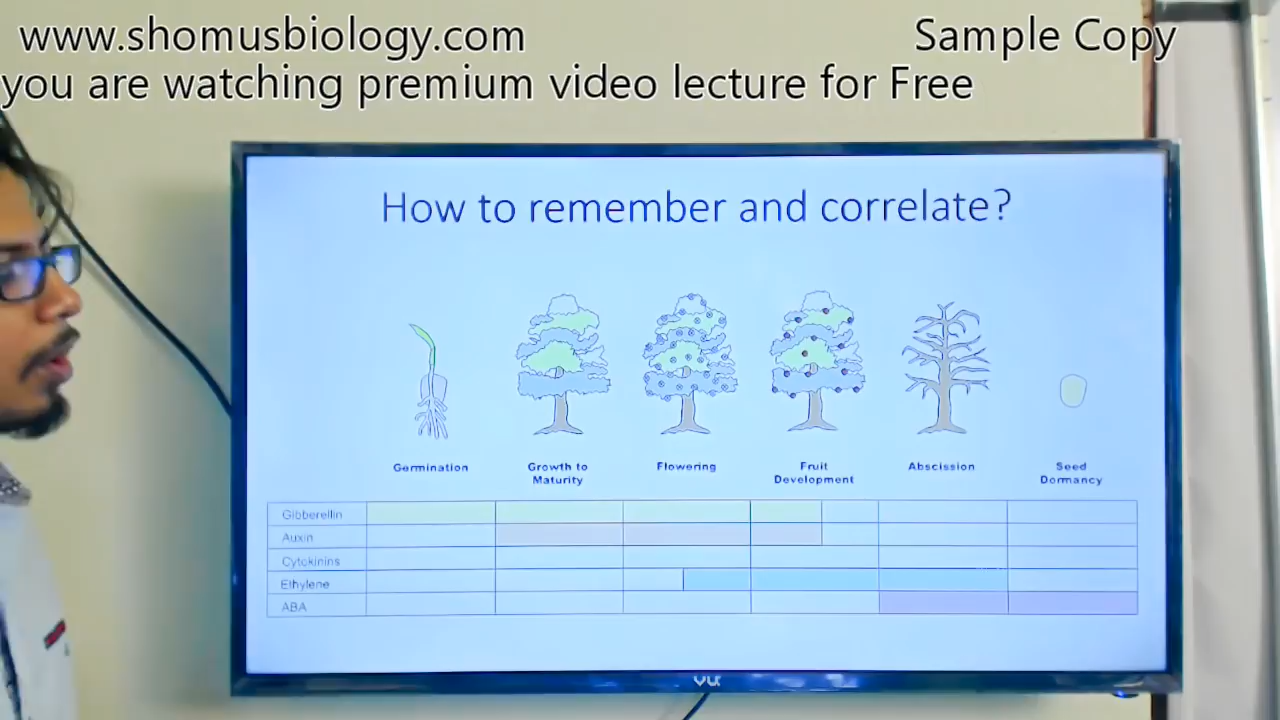 www.shomusbiology.com
Sample Copy
you are watching premium video lecture for Free
How to remember and correlate?
Germination
Growth to
Maturity
Flowering
Fruit
Development
Abscission
Seed
Dormancy
Gibberellin
Auxin
Cytokinins
Ethylene
ABA
VU